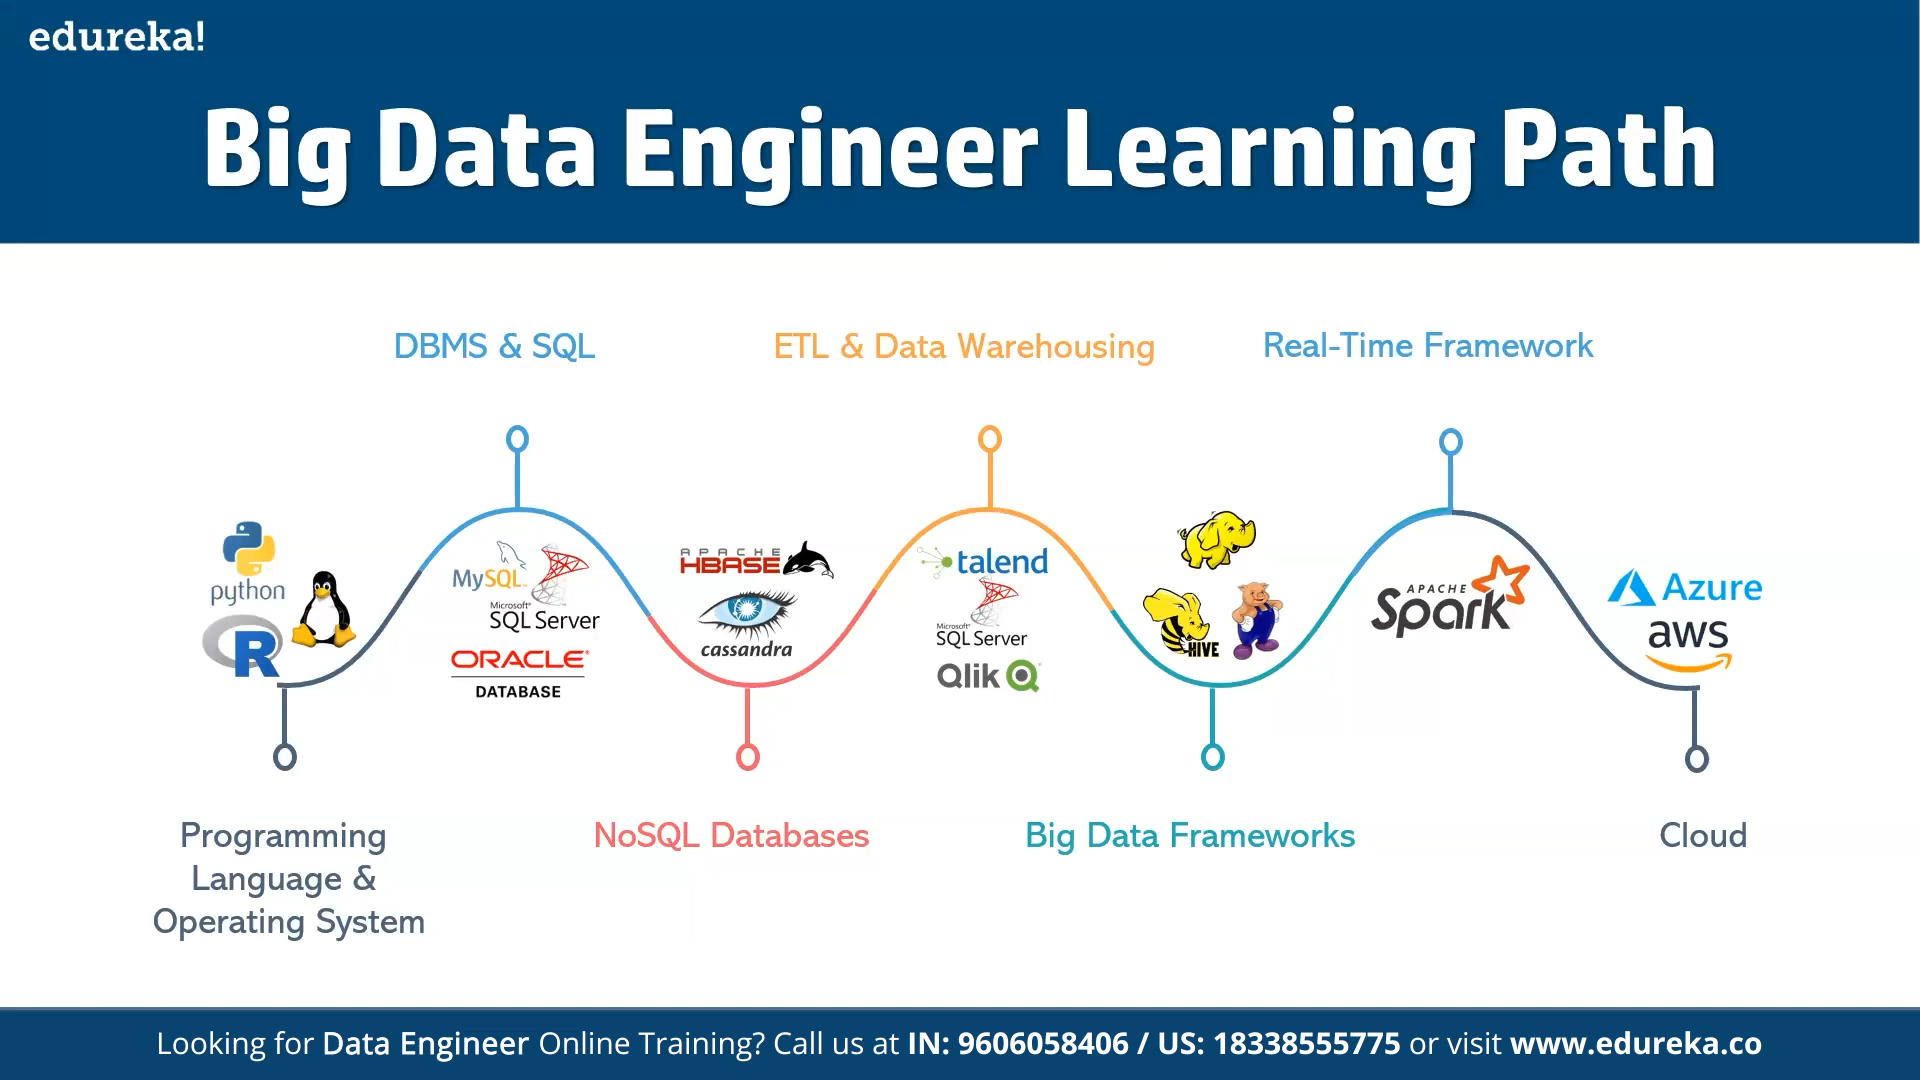 edureka!
Big Data Engineer Learning Path
DBMS & SQL
ETL & Data Warehousing
Real-Time Framework
python
R
MySQL
Microsoft
SQL Server
ORACLE
DATABASE
APACHE
HBASE
cassandra
talend
Microsoft
SQL Server
Qlik
HIVE
APACHE
Spark
Azure
aws
Programming
Language &
Operating System
NoSQL Databases
Big Data Frameworks
Cloud
Looking for Data Engineer Online Training? Call us at IN: 9606058406 / US: 18338555775 or visit www.edureka.co